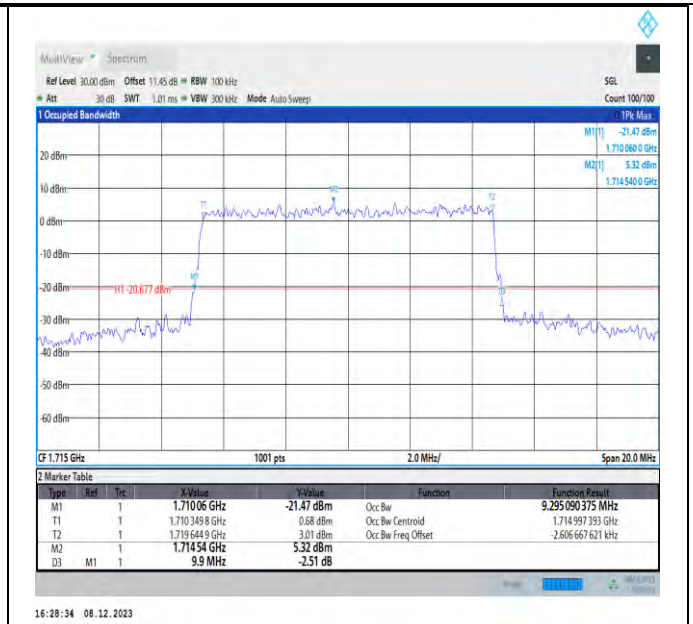 MultiView Spectrum
Ref Level 30.00 dBm Offset 11.45 dB RBW 100 kHz SGL
Att 30 dB SWT 1.01 ms VBW 300 kHz Mode Auto Sweep Count 100/100
1 Occupied Bandwidth 1Pk Max
M1[1] -21.47 dBm
1.710 060 0 GHz
M2[1] 5.32 dBm
1.714 540 0 GHz
20 dBm
10 dBm
M2
T1
T2
0 dBm
-10 dBm
M1
-20 dBm
H1 -20.677 dBm
D3
-30 dBm
-40 dBm
-50 dBm
-60 dBm
CF 1.715 GHz 1001 pts 2.0 MHz/ Span 20.0 MHz
2 Marker Table
Type Ref Trc X-Value Y-Value Function Function Result
M1 1 1.710 06 GHz -21.47 dBm Occ Bw 9.295 090 375 MHz
T1 1 1.710 349 8 GHz 0.68 dBm Occ Bw Centroid 1.714 997 393 GHz
T2 1 1.719 644 9 GHz 3.01 dBm Occ Bw Freq Offset -2.606 667 621 kHz
M2 1 1.714 54 GHz 5.32 dBm
D3 M1 1 9.9 MHz -2.51 dB
16:28:34 08.12.2023